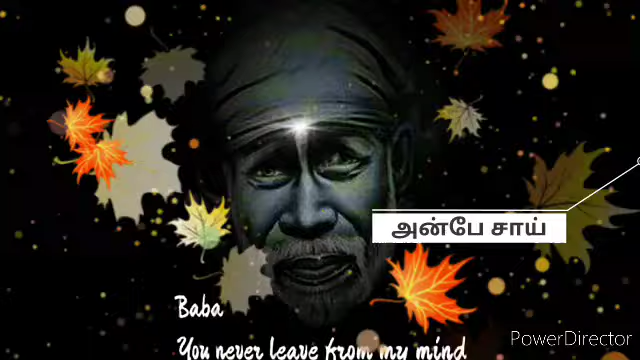 அன்பே சாய்
Baba
You never leave from my mind
PowerDirector